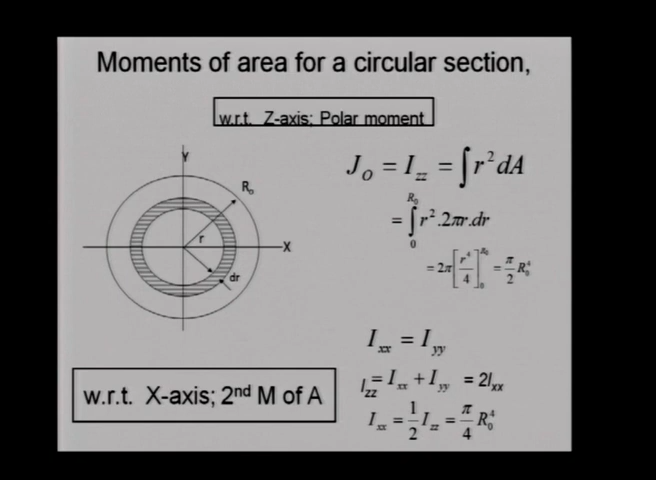 Moments of area for a circular section,
w.r.t. Z-axis; Polar moment
Y
R₀
r
X
dr
J_O = I_zz = ∫r²dA
= ∫₀^R₀ r².2πr.dr
= 2π[r⁴/4]₀^R₀ = π/2 R₀⁴
I_xx = I_yy
I_zz = I_xx + I_yy = 2I_xx
I_xx = 1/2 I_zz = π/4 R₀⁴
w.r.t. X-axis; 2nd M of A